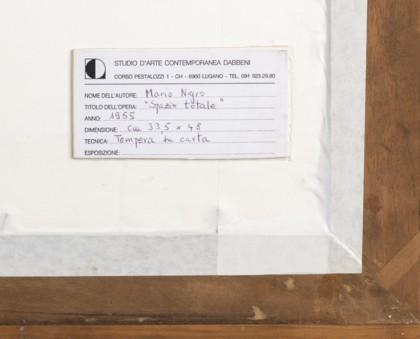 STUDIO D'ARTE CONTEMPORANEA DABBENI
CORSO PESTALOZZI 1 - CH - 6900 LUGANO - TEL. 091 923.29.80
NOME DELL'AUTORE: Mario Nigro
TITOLO DELL'OPERA: "Spazio totale"
ANNO: 1955
DIMENSIONE: cm 33,5 x 48
TECNICA: Tempera su carta
ESPOSIZIONE: